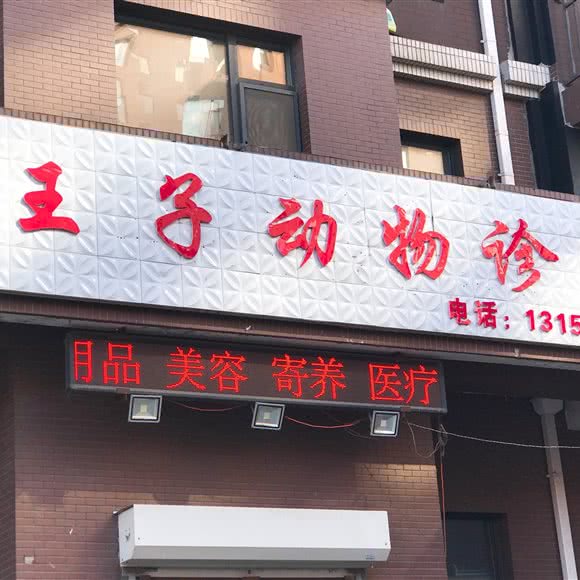 王子动物诊
电话：1315
用品 美容 寄养 医疗